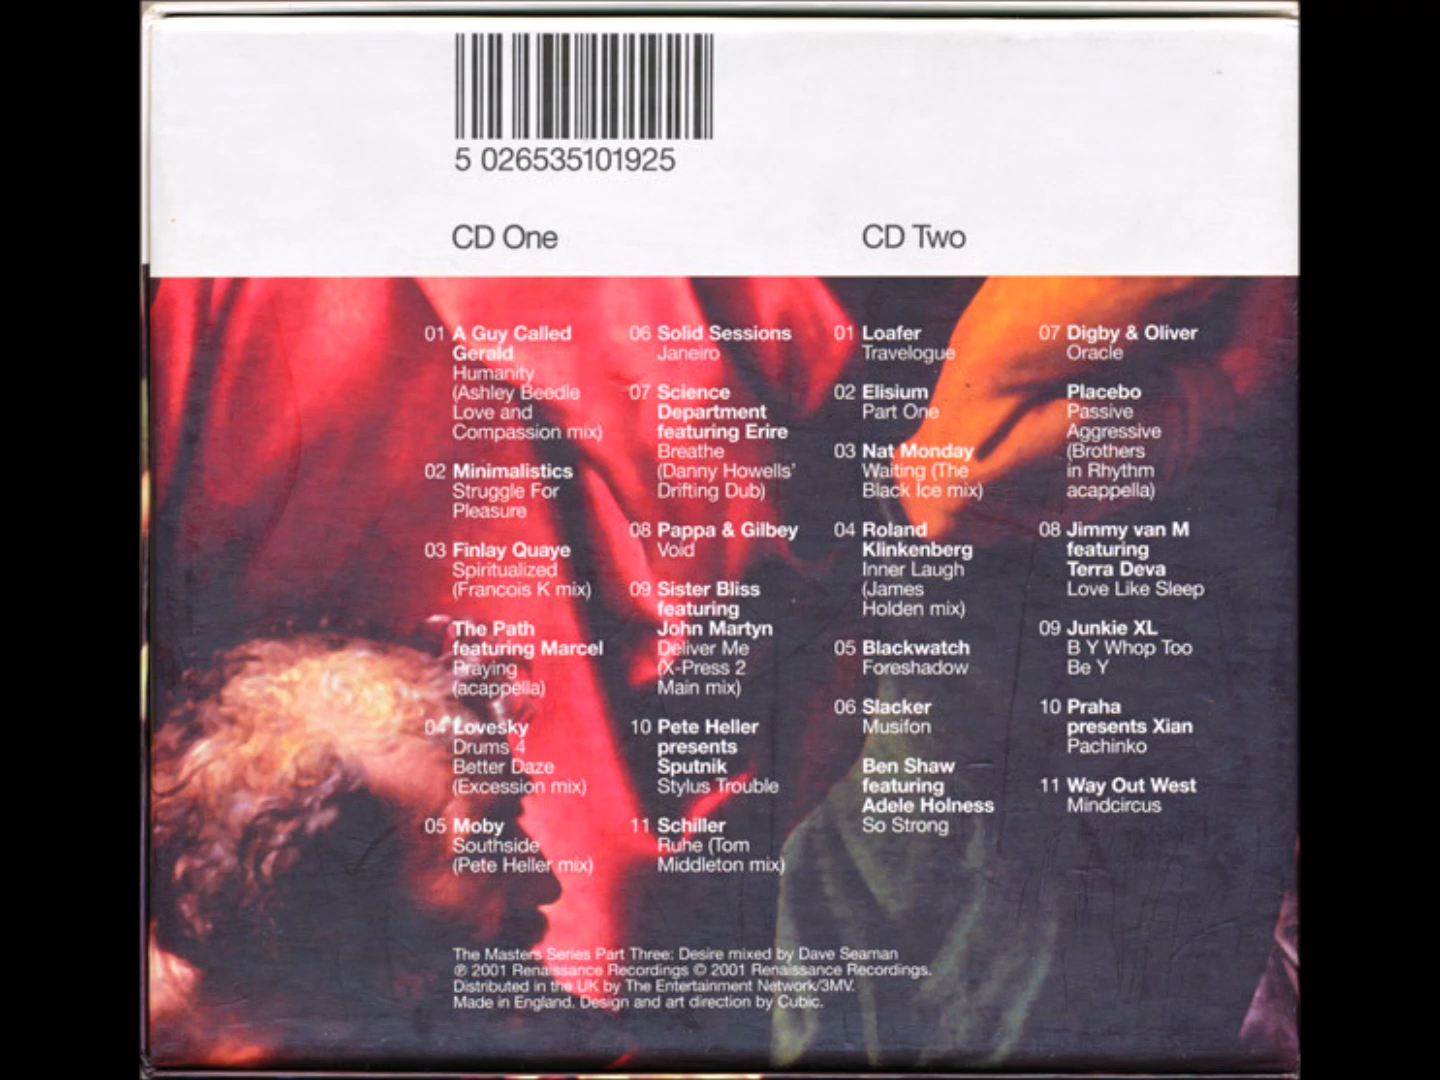 5 026535101925
CD One
01 A Guy Called
Gerald
Humanity
(Ashley Beedle
Love and
Compassion mix)
02 Minimalistics
Struggle For
Pleasure
03 Finlay Quaye
Spiritualized
(Francois K mix)
The Path
featuring Marcel
Praying
(acappella)
04 Lovesky
Drums 4
Better Daze
(Excession mix)
05 Moby
Southside
(Pete Heller mix)
06 Solid Sessions
Janeiro
07 Science
Department
featuring Erire
Breathe
(Danny Howells'
Drifting Dub)
08 Pappa & Gilbey
Void
09 Sister Bliss
featuring
John Martyn
Deliver Me
(X-Press 2
Main mix)
10 Pete Heller
presents
Sputnik
Stylus Trouble
11 Schiller
Ruhe (Tom
Middleton mix)
CD Two
01 Loafer
Travelogue
02 Elisium
Part One
03 Nat Monday
Waiting (The
Black Ice mix)
04 Roland
Klinkenberg
Inner Laugh
(James
Holden mix)
05 Blackwatch
Foreshadow
06 Slacker
Musifon
Ben Shaw
featuring
Adele Holness
So Strong
07 Digby & Oliver
Oracle
Placebo
Passive
Aggressive
(Brothers
in Rhythm
acappella)
08 Jimmy van M
featuring
Terra Deva
Love Like Sleep
09 Junkie XL
B Y Whop Too
Be Y
10 Praha
presents Xian
Pachinko
11 Way Out West
Mindcircus
The Masters Series Part Three: Desire mixed by Dave Seaman
℗ 2001 Renaissance Recordings © 2001 Renaissance Recordings.
Distributed in the UK by The Entertainment Network/3MV.
Made in England. Design and art direction by Cubic.